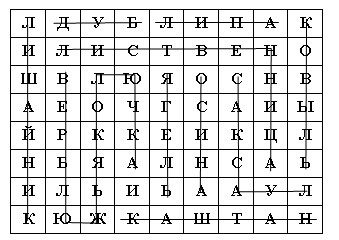 Л Д У Б Л И П А К
И Л И С Т В Е Н О
Ш В Л Ю Я О С Н В
А Е О Ч Г С А И Ы
Й Р К К Е И К Ц Л
Н Б Я А Л Н С А Ь
И Л Ь И Ь А А У Л
К Ю Ж К А Ш Т А Н